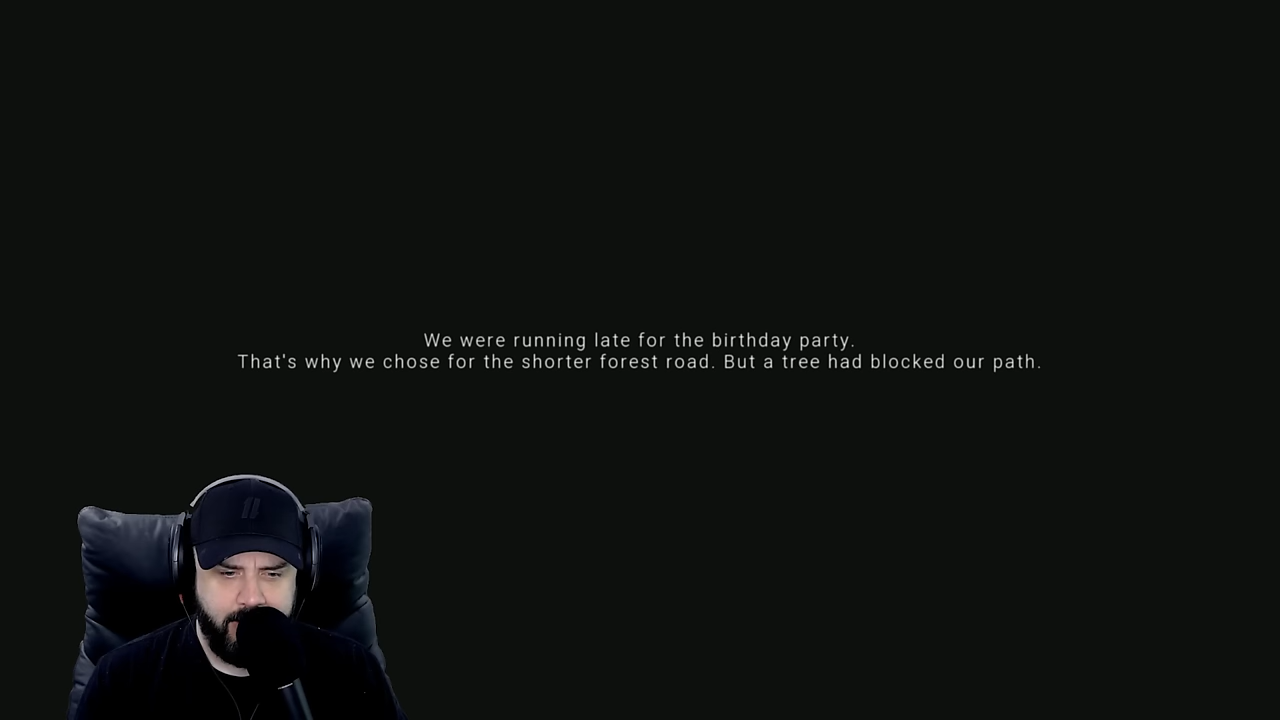 We were running late for the birthday party.
That's why we chose for the shorter forest road. But a tree had blocked our path.